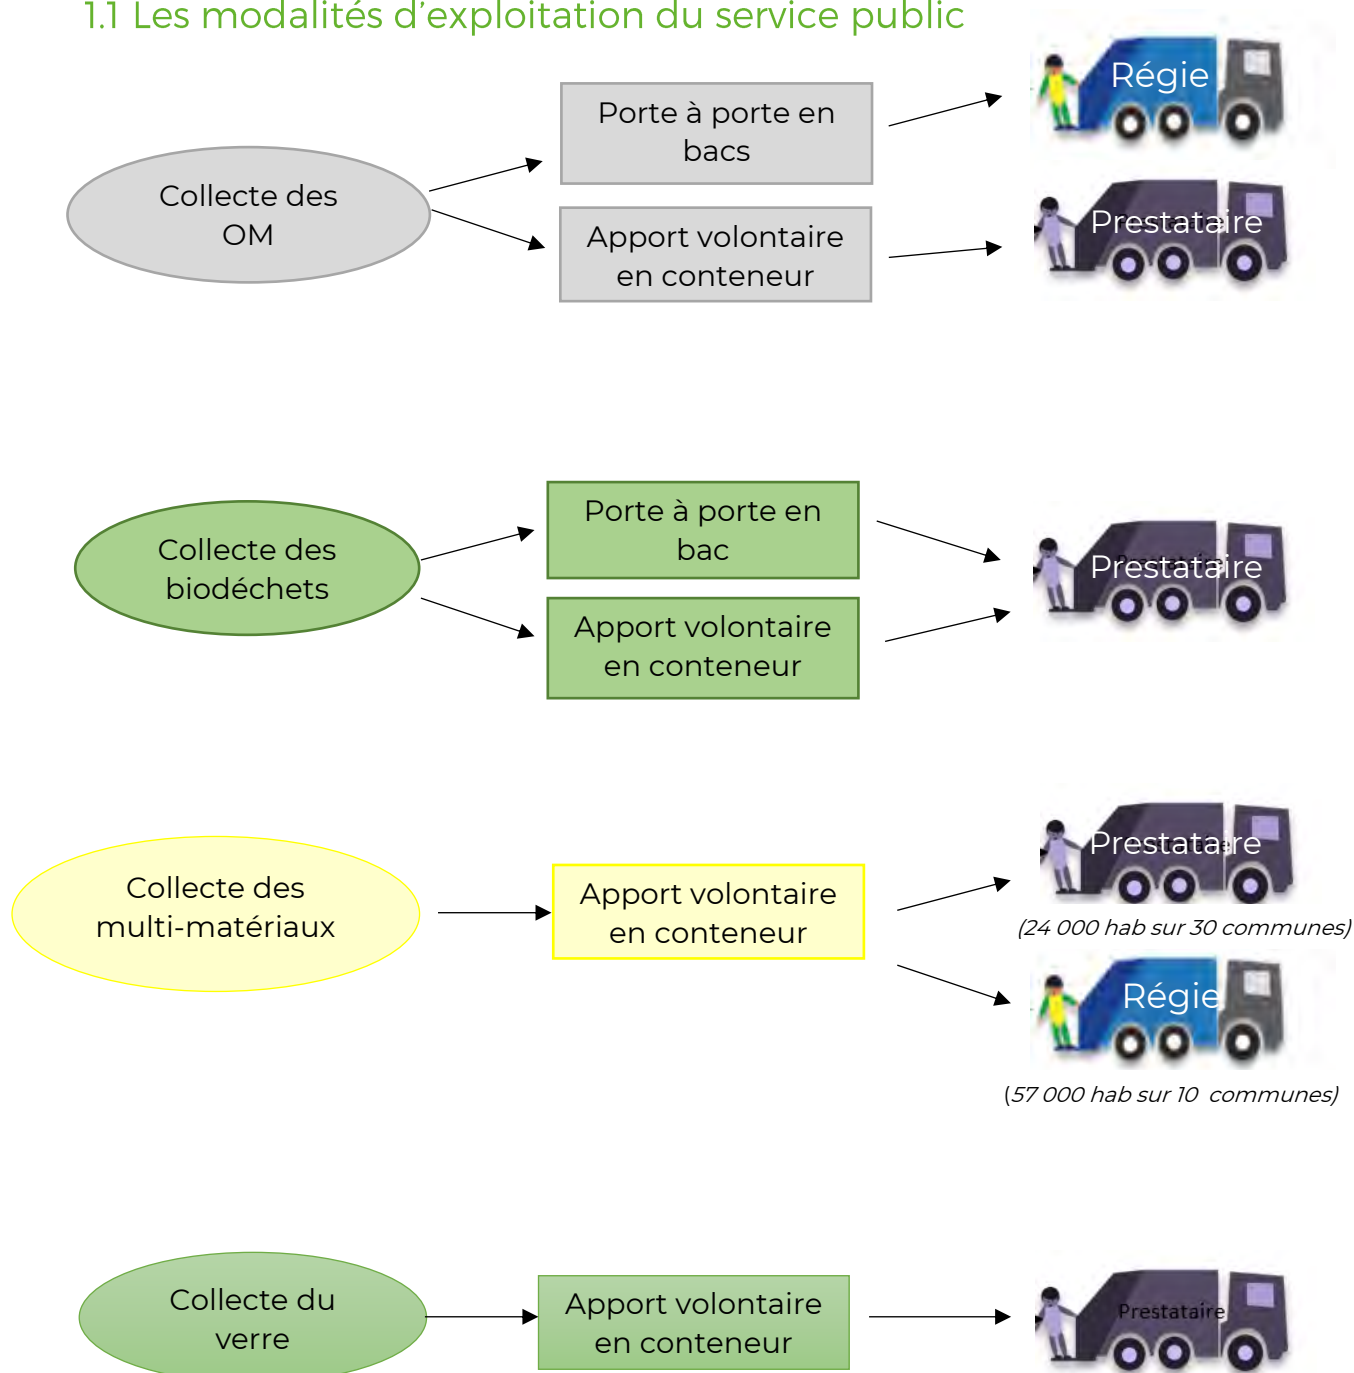 1.1 Les modalités d’exploitation du service public
Collecte des
OM
Porte à porte en
bacs
Régie
Apport volontaire
en conteneur
Prestataire
Collecte des
biodéchets
Porte à porte en
bac
Apport volontaire
en conteneur
Prestataire
Collecte des
multi-matériaux
Apport volontaire
en conteneur
Prestataire
(24 000 hab sur 30 communes)
Régie
(57 000 hab sur 10 communes)
Collecte du
verre
Apport volontaire
en conteneur
Prestataire